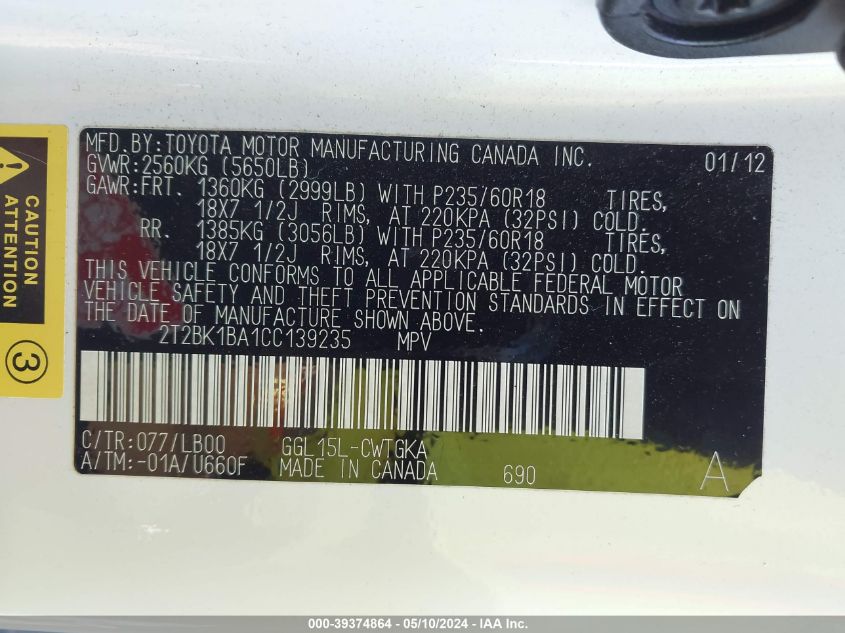 MFD. BY: TOYOTA MOTOR MANUFACTURING CANADA INC. 01/12
GVWR: 2560KG (5650LB)
GAWR: FRT. 1360KG (2999LB) WITH P235/60R18 TIRES,
18X7 1/2J RIMS, AT 220KPA (32PSI) COLD.
RR. 1385KG (3056LB) WITH P235/60R18 TIRES,
18X7 1/2J RIMS, AT 220KPA (32PSI) COLD.
THIS VEHICLE CONFORMS TO ALL APPLICABLE FEDERAL MOTOR
VEHICLE SAFETY AND THEFT PREVENTION STANDARDS IN EFFECT ON
THE DATE OF MANUFACTURE SHOWN ABOVE.
2T2BK1BA1CC139235 MPV
C/TR: 077/LB00 GGL15L-CWTGKA
A/TM: -01A/U660F MADE IN CANADA 690 A
CAUTION
ATTENTION
3
000-39374864 - 05/10/2024 - IAAI.com